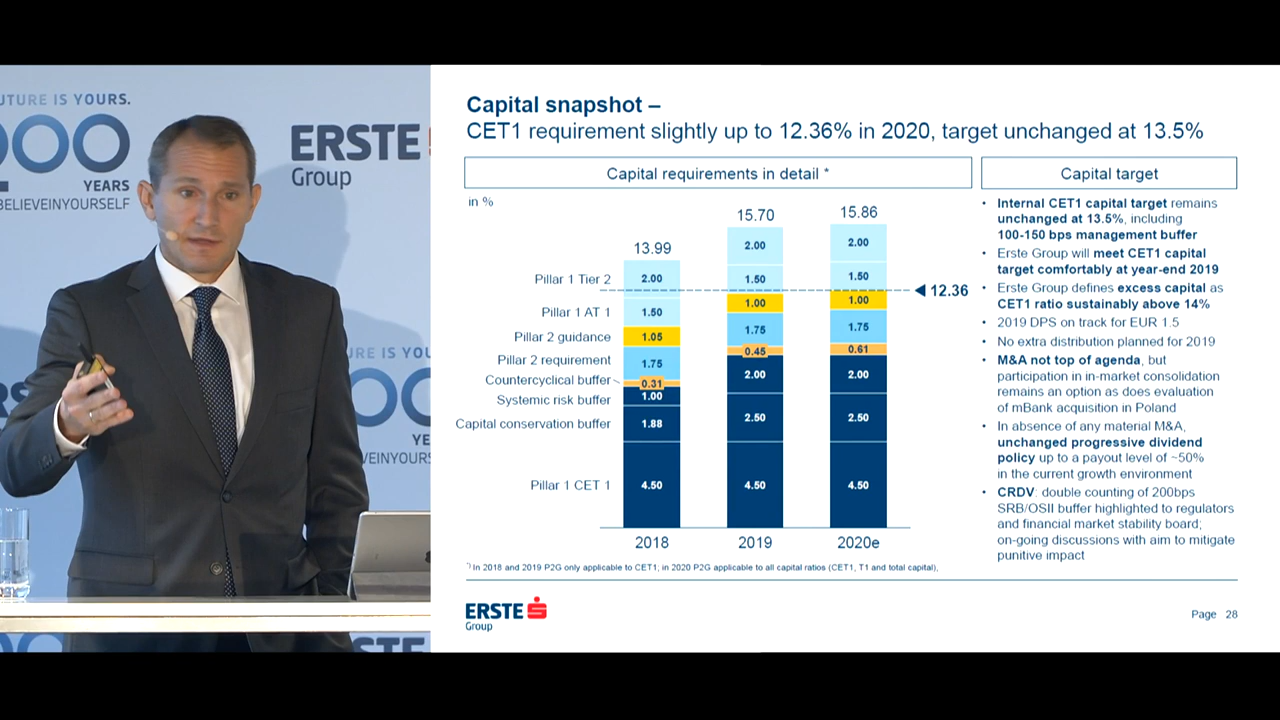 UTURE IS YOURS.
200
YEARS
BELIEVEINYOURSELF
ERSTE
Group
RE IS YOU
ERS
00
YE
VEINYOURS
STE
Capital snapshot –
CET1 requirement slightly up to 12.36% in 2020, target unchanged at 13.5%
Capital requirements in detail *
in %
13.99
15.70
15.86
Pillar 1 Tier 2
2.00
2.00
2.00
12.36
Pillar 1 AT 1
1.50
1.50
1.50
Pillar 2 guidance
1.05
1.00
1.00
Pillar 2 requirement
1.75
1.75
1.75
Countercyclical buffer
0.31
0.45
0.61
Systemic risk buffer
1.00
2.00
2.00
Capital conservation buffer
1.88
2.50
2.50
Pillar 1 CET 1
4.50
4.50
4.50
2018
2019
2020e
*) In 2018 and 2019 P2G only applicable to CET1; in 2020 P2G applicable to all capital ratios (CET1, T1 and total capital),
Capital target
• Internal CET1 capital target remains
unchanged at 13.5%, including
100-150 bps management buffer
• Erste Group will meet CET1 capital
target comfortably at year-end 2019
• Erste Group defines excess capital as
CET1 ratio sustainably above 14%
• 2019 DPS on track for EUR 1.5
• No extra distribution planned for 2019
• M&A not top of agenda, but
participation in in-market consolidation
remains an option as does evaluation
of mBank acquisition in Poland
• In absence of any material M&A,
unchanged progressive dividend
policy up to a payout level of ~50%
in the current growth environment
• CRDV: double counting of 200bps
SRB/OSII buffer highlighted to regulators
and financial market stability board;
on-going discussions with aim to mitigate
punitive impact
ERSTE
Group
Page 28